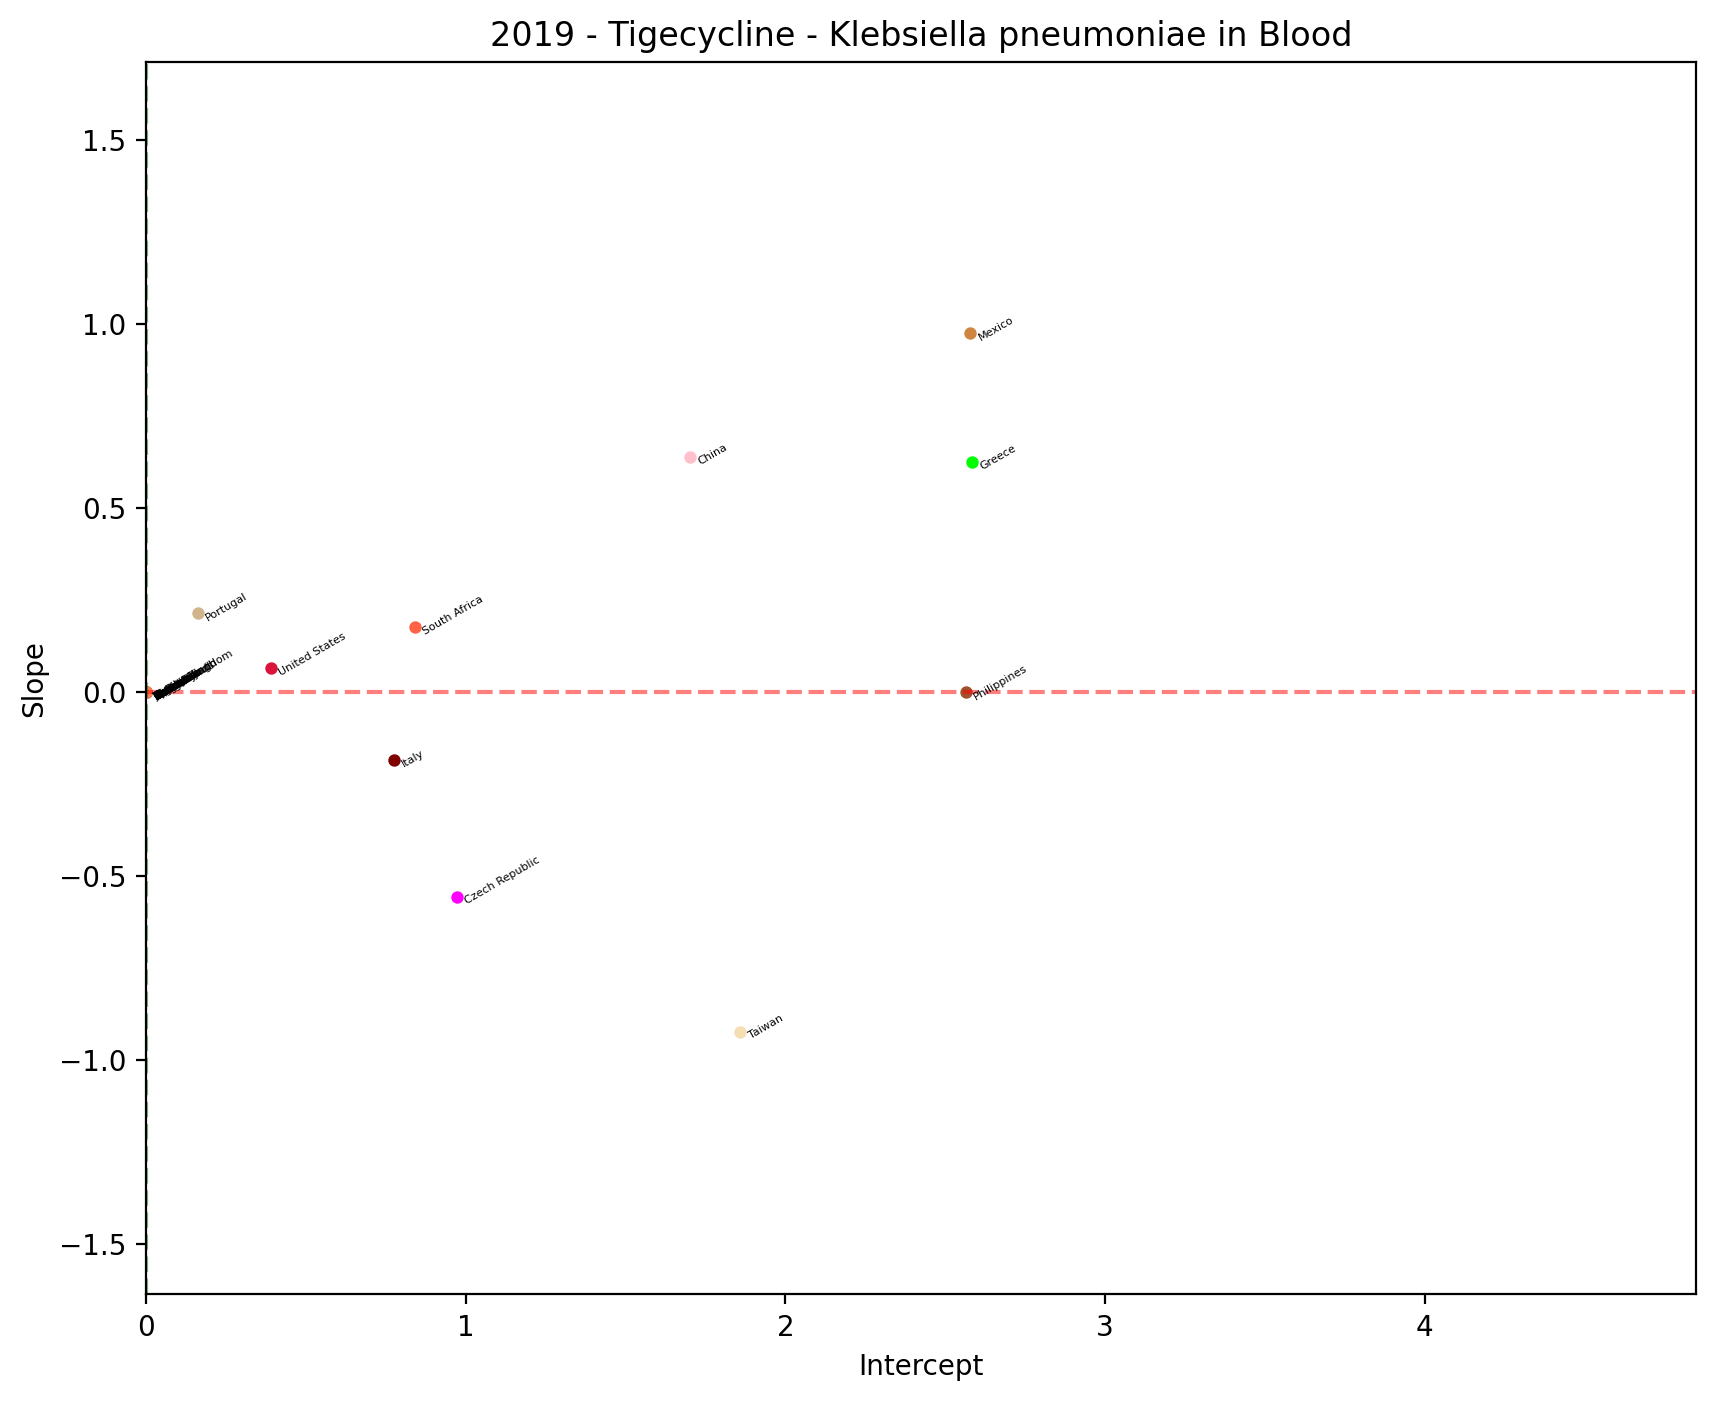 2019 - Tigecycline - Klebsiella pneumoniae in Blood
1.5
Mexico
1.0
China
Greece
0.5
Portugal
South Africa
United States
Philippines
0.0
Italy
Czech Republic
−0.5
Taiwan
−1.0
−1.5
Slope
0
1
2
3
4
Intercept